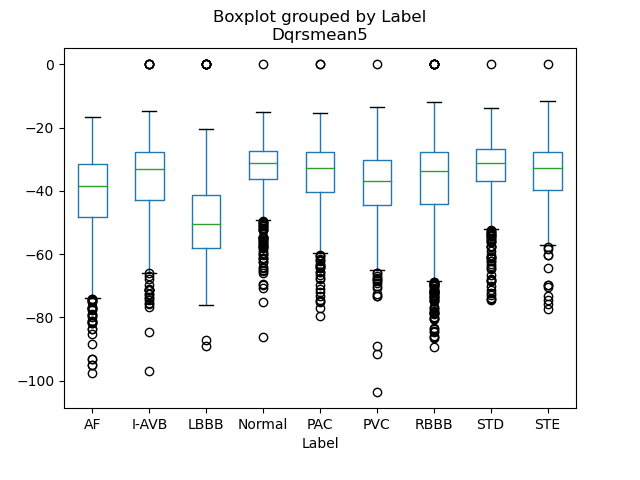 Boxplot grouped by Label
Dqrsmean5
0
−20
−40
−60
−80
−100
AF I-AVB LBBB Normal PAC PVC RBBB STD STE
Label